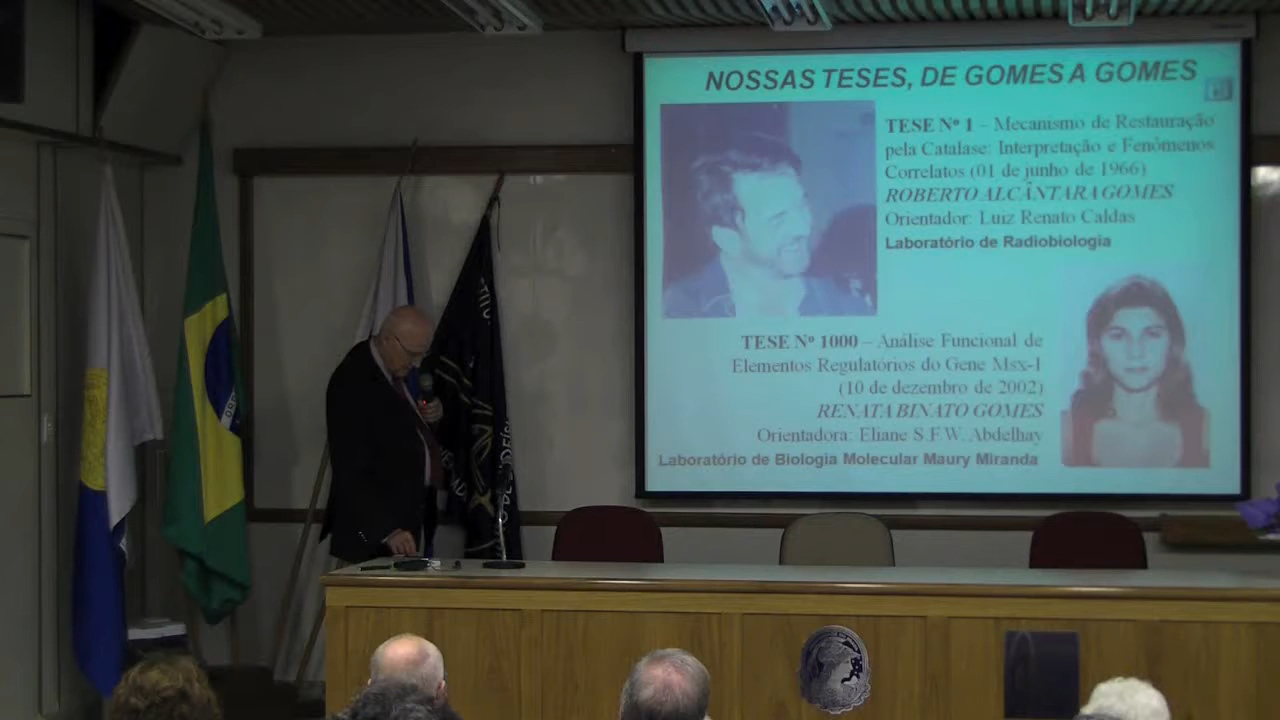 NOSSAS TESES, DE GOMES A GOMES
TESE Nº 1 – Mecanismo de Restauração
pela Catalase: Interpretação e Fenômenos
Correlatos (01 de junho de 1966)
ROBERTO ALCÂNTARA GOMES
Orientador: Luiz Renato Caldas
Laboratório de Radiobiologia
TESE Nº 1000 – Análise Funcional de
Elementos Regulatórios do Gene Msx-1
(10 de dezembro de 2002)
RENATA BINATO GOMES
Orientadora: Eliane S.F.W. Abdelhay
Laboratório de Biologia Molecular Maury Miranda